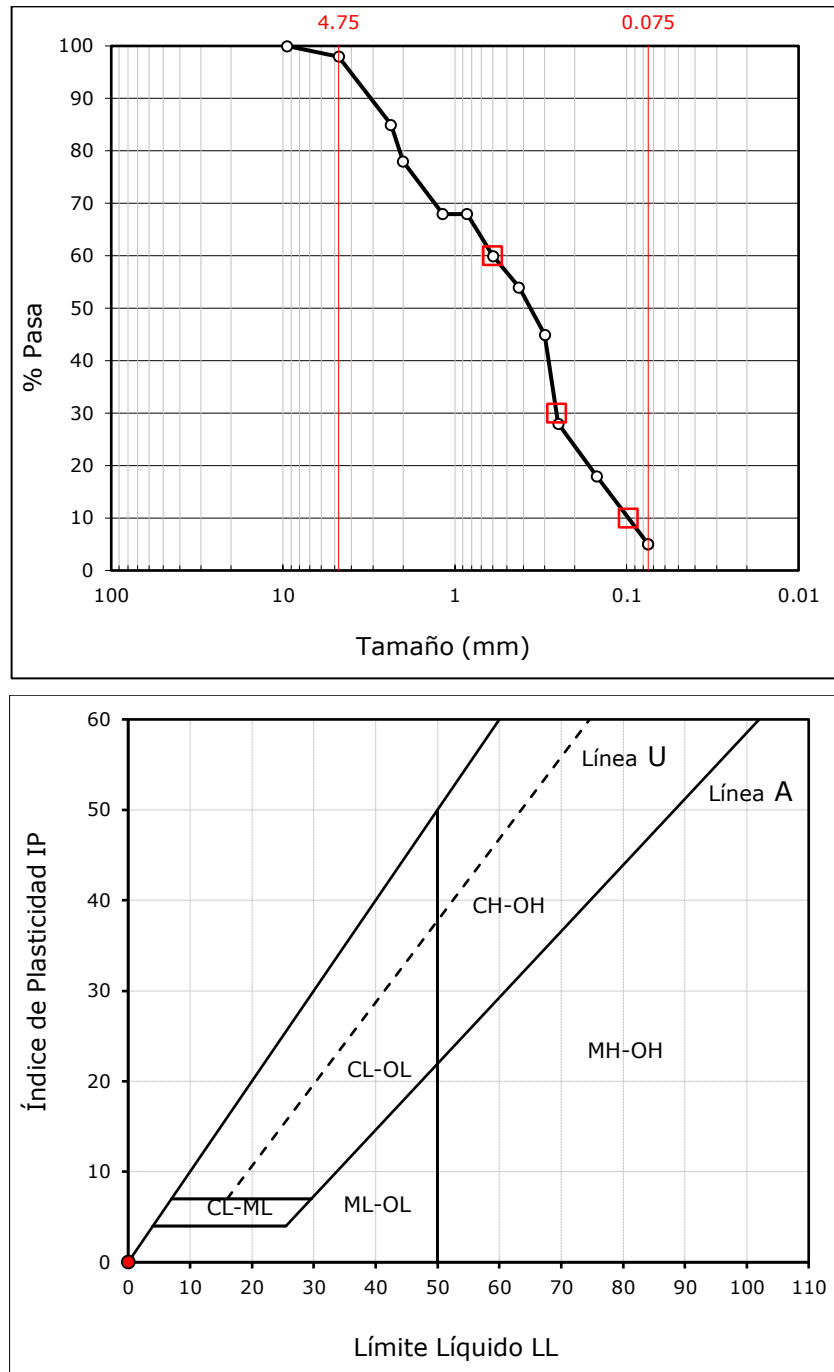 4.75 0.075
100
90
80
70
60
50
40
30
20
10
0
% Pasa
100 10 1 0.1 0.01
Tamaño (mm)
60
50
40
30
20
10
0
Índice de Plasticidad IP
Línea U
Línea A
CH-OH
MH-OH
CL-OL
CL-ML
ML-OL
0 10 20 30 40 50 60 70 80 90 100 110
Límite Líquido LL